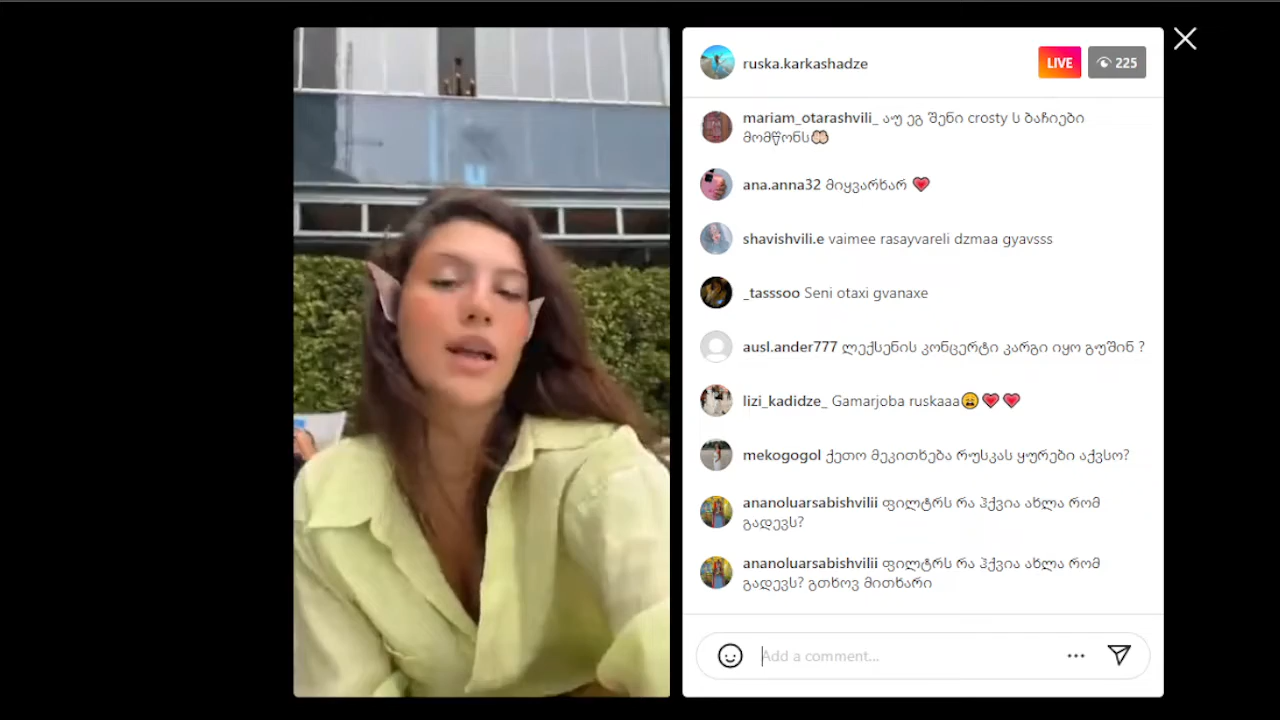 ruska.karkashadze
LIVE
225
mariam_otarashvili_ აუ ეგ შენი crosty ს ბაჩიები
მომწონს
ana.anna32 მიყვარხარ
shavishvili.e vaimee rasayvareli dzmaa gyavsss
_tasssoo Seni otaxi gvanaxe
ausl.ander777 ლექსენის კონცერტი კარგი იყო გუშინ ?
lizi_kadidze_ Gamarjoba ruskaaa
mekogogol ქეთო მეკითხება რუსკას ყურები აქვსო?
ananoluarsabishvilii ფილტრს რა ჰქვია ახლა რომ
გადევს?
ananoluarsabishvilii ფილტრს რა ჰქვია ახლა რომ
გადევს? გთხოვ მითხარი
Add a comment...